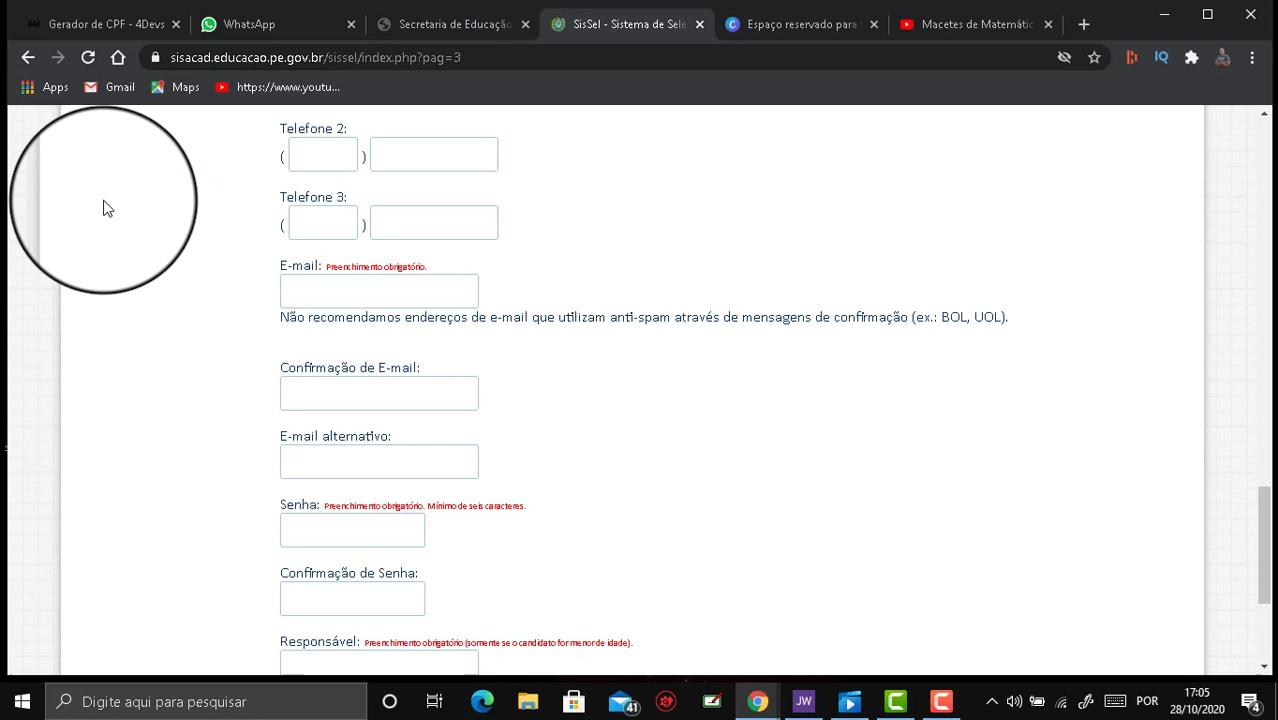 Gerador de CPF - 4Devs
WhatsApp
Secretaria de Educação
SisSel - Sistema de Sele
Espaço reservado para
Macetes de Matemátic
sisacad.educacao.pe.gov.br/sissel/index.php?pag=3
Apps
Gmail
Maps
https://www.youtu...
Telefone 2:
( )
Telefone 3:
( )
E-mail: Preenchimento obrigatório.
Não recomendamos endereços de e-mail que utilizam anti-spam através de mensagens de confirmação (ex.: BOL, UOL).
Confirmação de E-mail:
E-mail alternativo:
Senha: Preenchimento obrigatório. Mínimo de seis caracteres.
Confirmação de Senha:
Responsável: Preenchimento obrigatório (somente se o candidato for menor de idade).
Digite aqui para pesquisar
41
JW
POR
17:05
28/10/2020
4